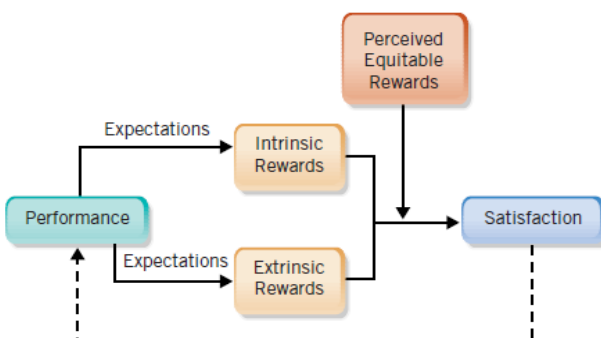 Perceived
Equitable
Rewards
Expectations
Intrinsic
Rewards
Performance
Satisfaction
Expectations
Extrinsic
Rewards